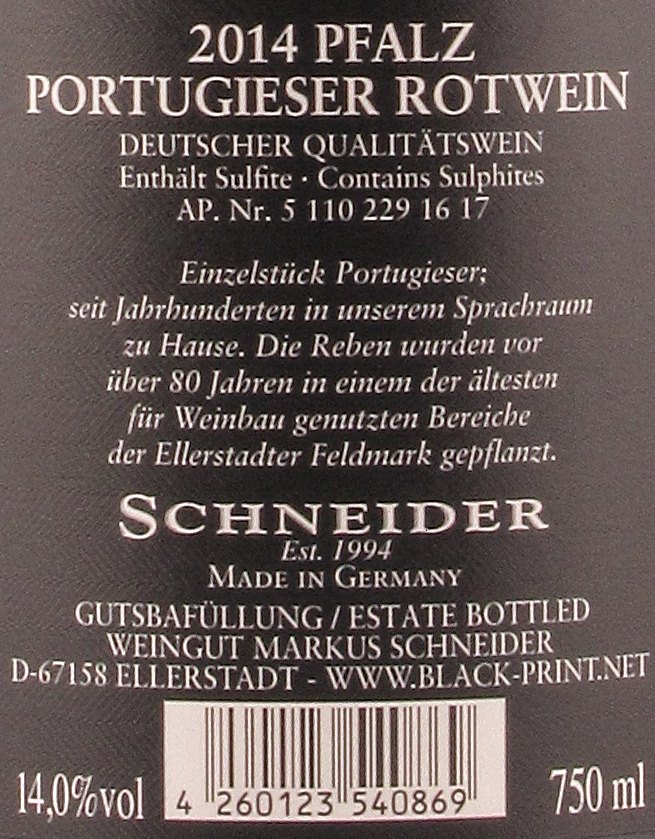 2014 PFALZ
PORTUGIESER ROTWEIN
DEUTSCHER QUALITÄTSWEIN
Enthält Sulfite · Contains Sulphites
AP. Nr. 5 110 229 16 17
Einzelstück Portugieser;
seit Jahrhunderten in unserem Sprachraum
zu Hause. Die Reben wurden vor
über 80 Jahren in einem der ältesten
für Weinbau genutzten Bereiche
der Ellerstadter Feldmark gepflanzt.
SCHNEIDER
Est. 1994
MADE IN GERMANY
GUTSBAFÜLLUNG / ESTATE BOTTLED
WEINGUT MARKUS SCHNEIDER
D-67158 ELLERSTADT - WWW.BLACK-PRINT.NET
14,0%vol
4 260123 540869
750 ml